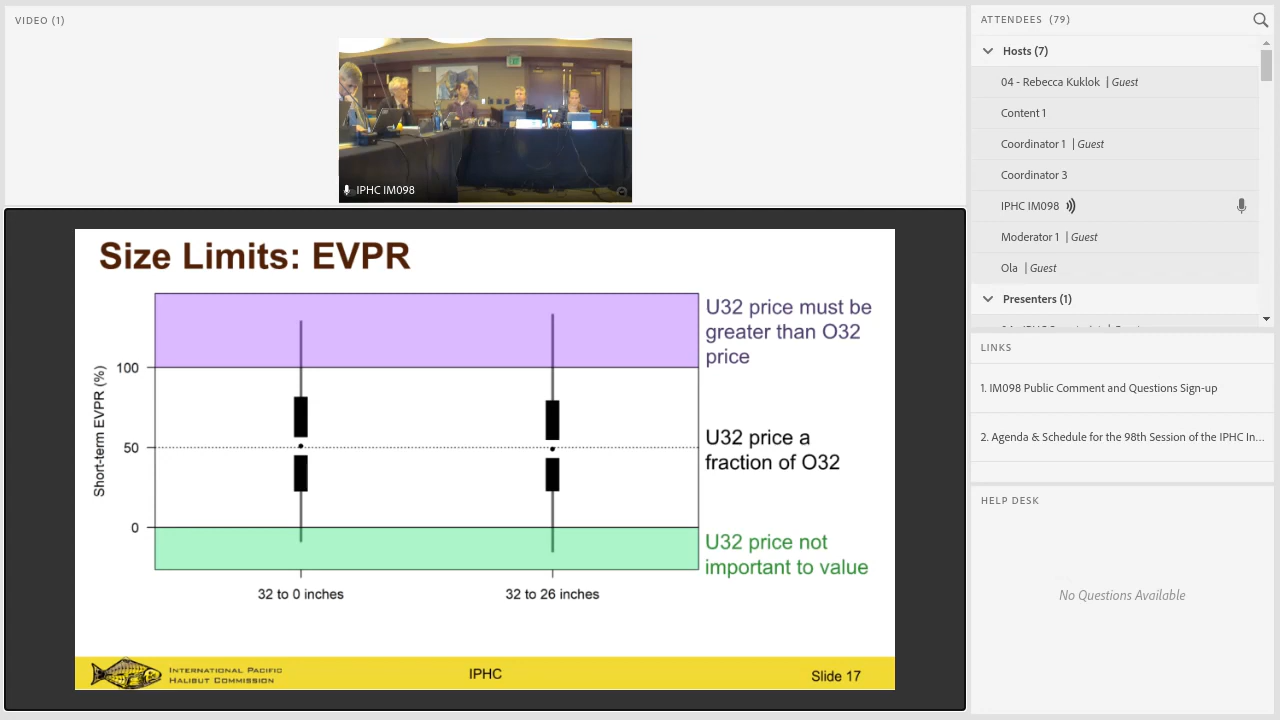 VIDEO (1)
IPHC IM098
Size Limits: EVPR
Short-term EVPR (%)
100
50
0
32 to 0 inches
32 to 26 inches
U32 price must be
greater than O32
price
U32 price a
fraction of O32
U32 price not
important to value
INTERNATIONAL PACIFIC
HALIBUT COMMISSION
IPHC
Slide 17
ATTENDEES (79)
Hosts (7)
04 - Rebecca Kuklok | Guest
Content
Coordinator 1 | Guest
Coordinator 3
IPHC IM098
Moderator 1 | Guest
Ola | Guest
Presenters (1)
LINKS
1. IM098 Public Comment and Questions Sign-up
& Schedule for the 98th Session of the IPHC
HELP DESK
No Questions Available